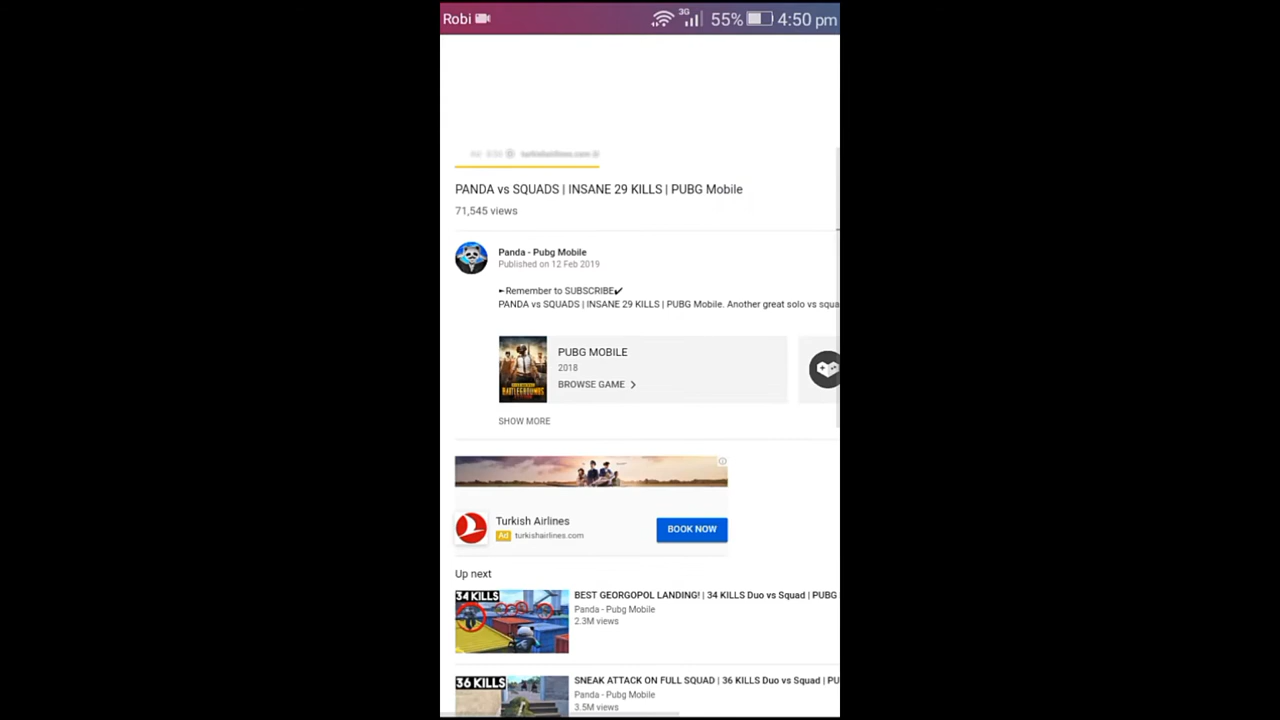 Robi 3G 55% 4:50 pm
turkishairlines.com
PANDA vs SQUADS | INSANE 29 KILLS | PUBG Mobile
71,545 views
Panda - Pubg Mobile
Published on 12 Feb 2019
➸Remember to SUBSCRIBE✔
PANDA vs SQUADS | INSANE 29 KILLS | PUBG Mobile. Another great solo vs squa
PUBG MOBILE
2018
BROWSE GAME >
SHOW MORE
Turkish Airlines
Ad turkishairlines.com
BOOK NOW
Up next
34 KILLS
BEST GEORGOPOL LANDING! | 34 KILLS Duo vs Squad | PUBG
Panda - Pubg Mobile
2.3M views
36 KILLS
SNEAK ATTACK ON FULL SQUAD | 36 KILLS Duo vs Squad | PU
Panda - Pubg Mobile
3.5M views